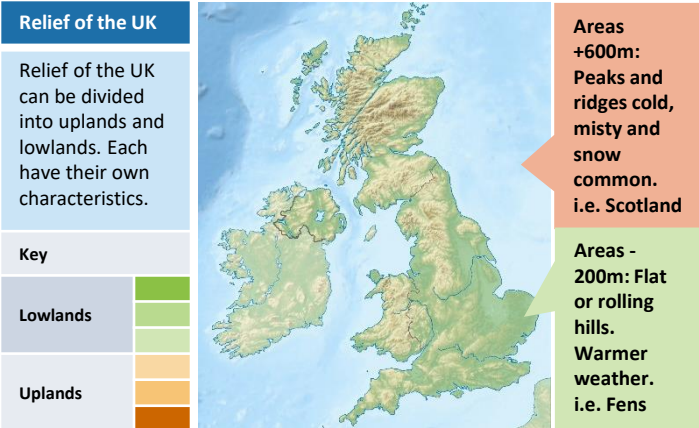 Relief of the UK
Relief of the UK
can be divided
into uplands and
lowlands. Each
have their own
characteristics.
Key
Lowlands
Uplands
Areas
+600m:
Peaks and
ridges cold,
misty and
snow
common.
i.e. Scotland
Areas -
200m: Flat
or rolling
hills.
Warmer
weather.
i.e. Fens